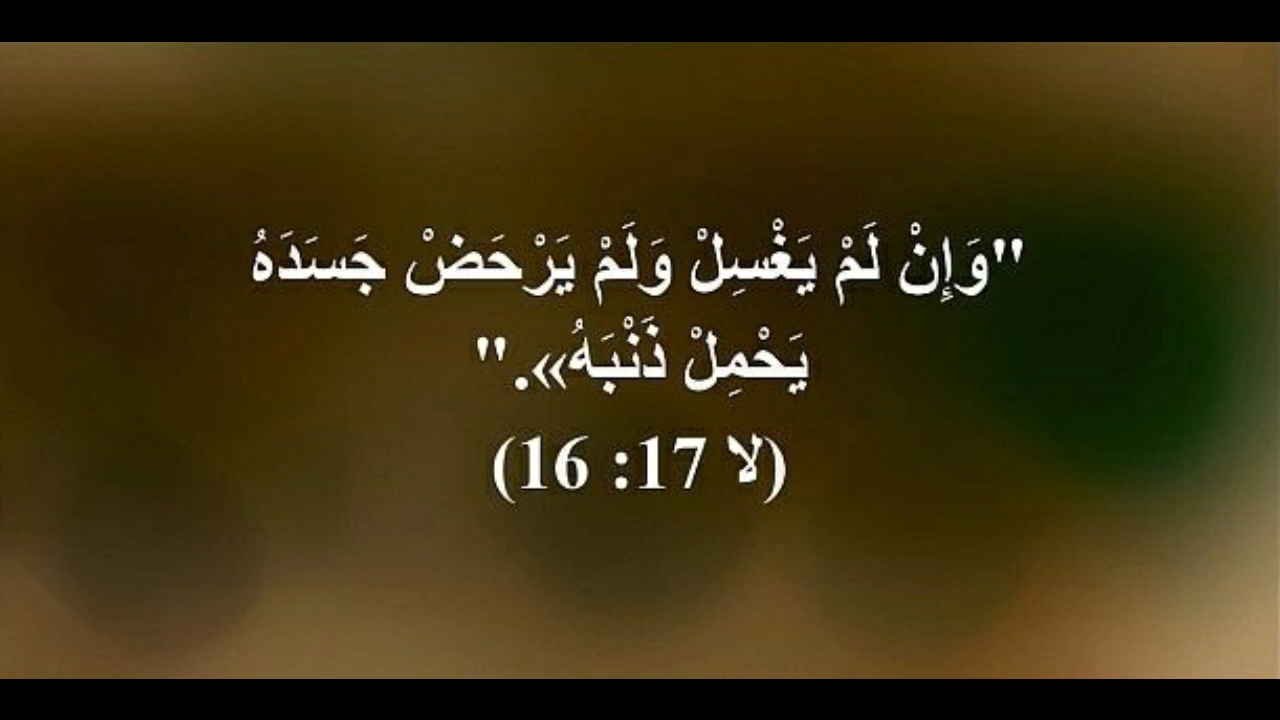 "وَإِنْ لَمْ يَغْسِلْ وَلَمْ يَرْحَضْ جَسَدَهُ
يَحْمِلْ ذَنْبَهُ»."
(لا 17: 16)